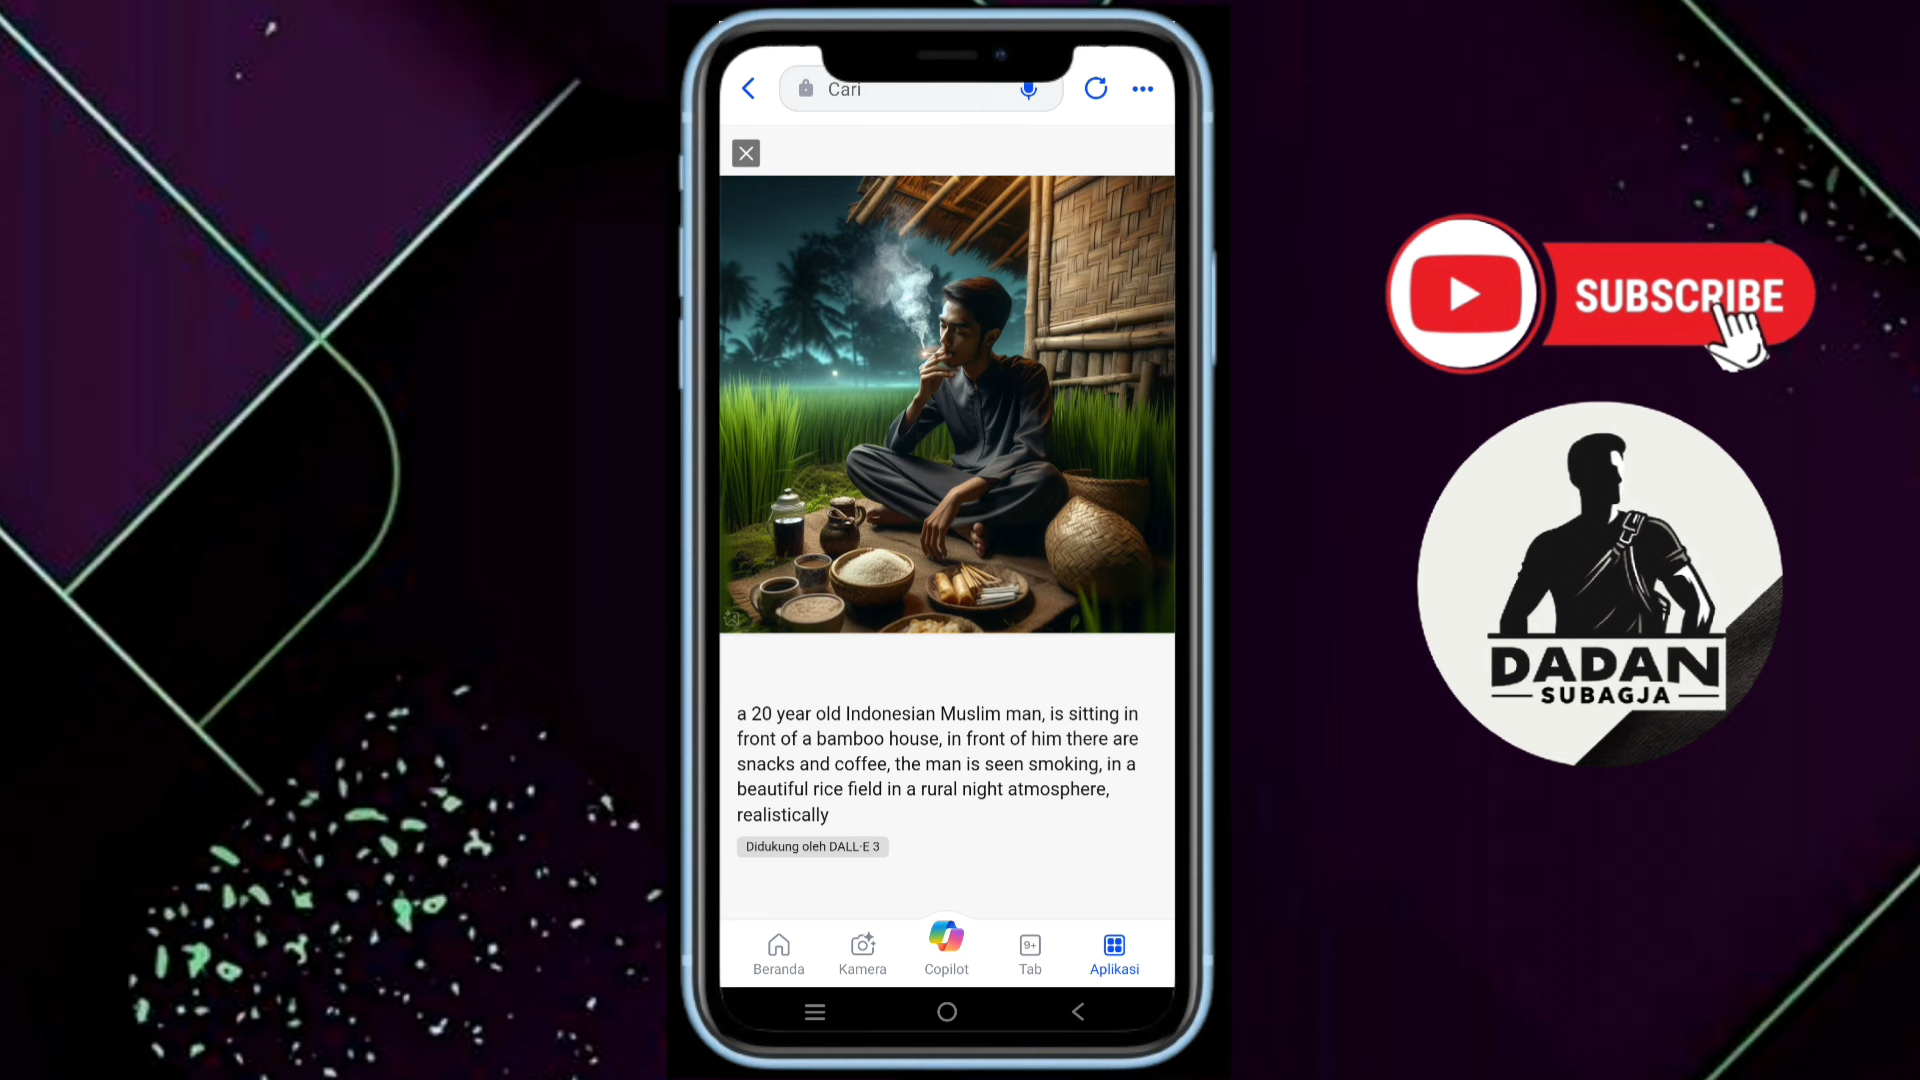 Cari
a 20 year old Indonesian Muslim man, is sitting in
front of a bamboo house, in front of him there are
snacks and coffee, the man is seen smoking, in a
beautiful rice field in a rural night atmosphere,
realistically
Didukung oleh DALL·E 3
9+
Beranda
Kamera
Copilot
Tab
Aplikasi
SUBSCRIBE
DADAN
SUBAGJA